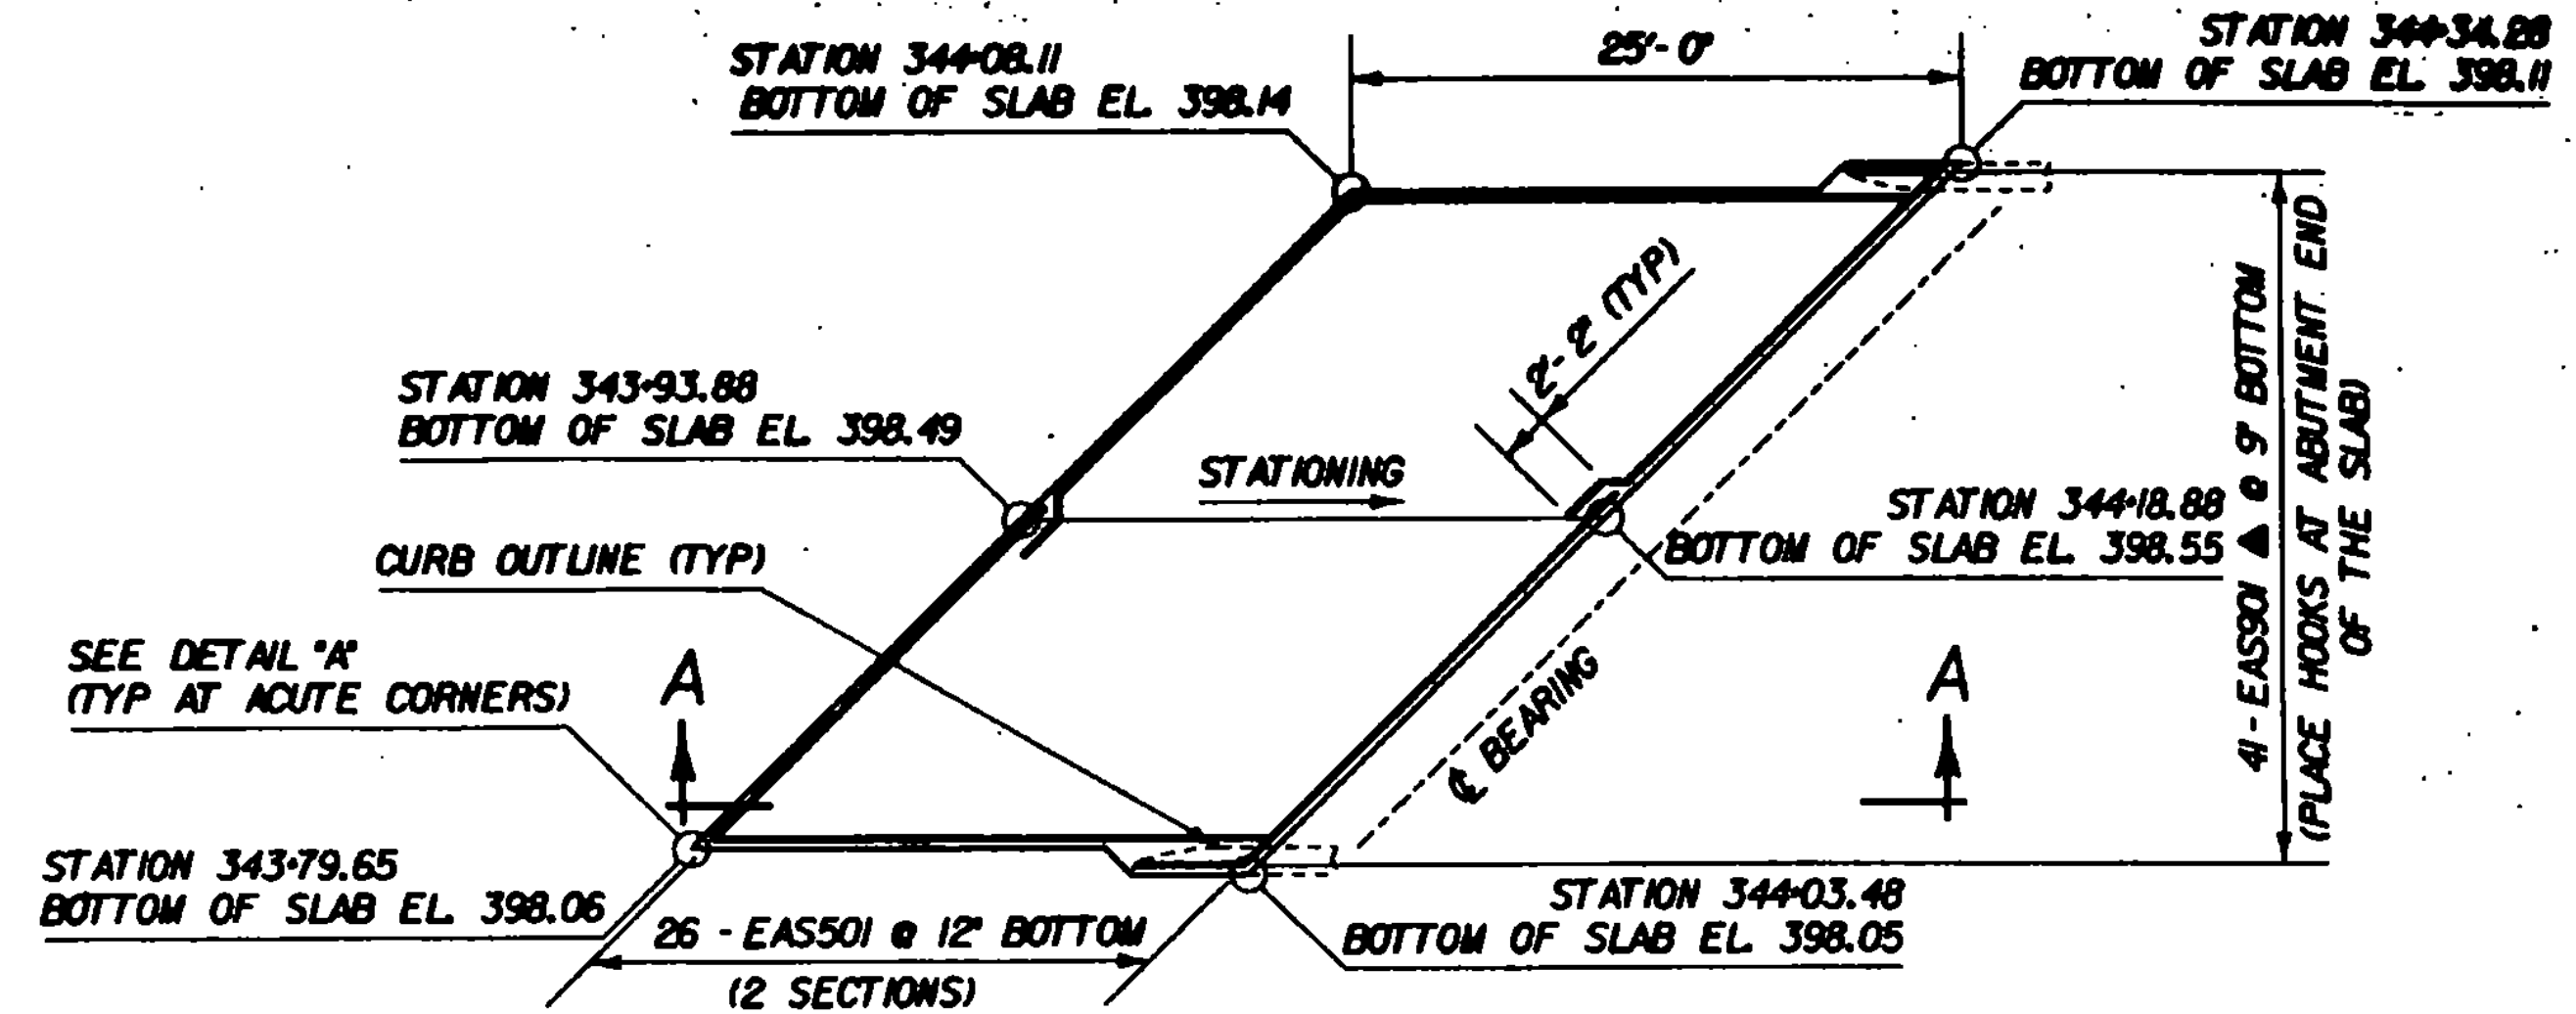 STATION 344+08.11
BOTTOM OF SLAB EL. 398.14
25'-0"
STATION 344+34.28
BOTTOM OF SLAB EL. 398.11
2'-2" (TYP)
STATION 343+93.88
BOTTOM OF SLAB EL. 398.49
STATIONING
STATION 344+18.88
BOTTOM OF SLAB EL. 398.55
CURB OUTLINE (TYP)
SEE DETAIL "A"
(TYP AT ACUTE CORNERS)
A
A
℄ BEARING
41-EAS901 ▲ @ 9" BOTTOM
(PLACE HOOKS AT ABUTMENT END
OF THE SLAB)
STATION 343+79.65
BOTTOM OF SLAB EL. 398.06
26 - EAS501 @ 12" BOTTOM
(2 SECTIONS)
STATION 344+03.48
BOTTOM OF SLAB EL. 398.05